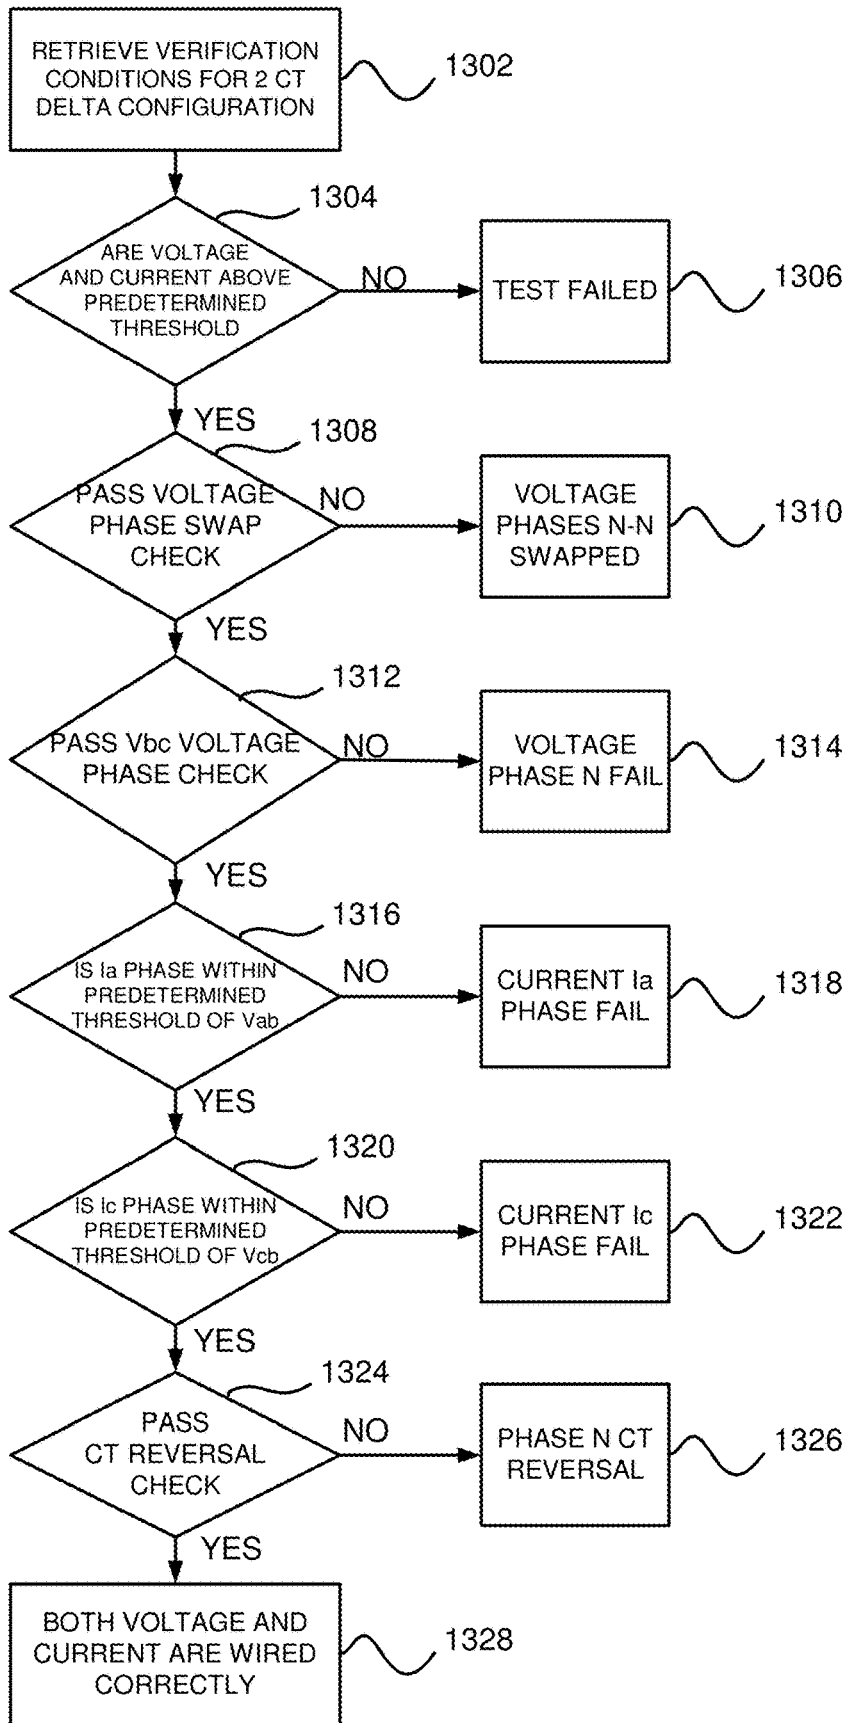 RETRIEVE VERIFICATION
CONDITIONS FOR 2 CT
DELTA CONFIGURATION
1302
1304
ARE VOLTAGE
AND CURRENT ABOVE
PREDETERMINED
THRESHOLD
NO
TEST FAILED
1306
YES
1308
PASS VOLTAGE
PHASE SWAP
CHECK
NO
VOLTAGE
PHASES N-N
SWAPPED
1310
YES
1312
PASS Vbc VOLTAGE
PHASE CHECK
NO
VOLTAGE
PHASE N FAIL
1314
YES
1316
IS Ia PHASE WITHIN
PREDETERMINED
THRESHOLD OF Vab
NO
CURRENT Ia
PHASE FAIL
1318
YES
1320
IS Ic PHASE WITHIN
PREDETERMINED
THRESHOLD OF Vcb
NO
CURRENT Ic
PHASE FAIL
1322
YES
1324
PASS
CT REVERSAL
CHECK
NO
PHASE N CT
REVERSAL
1326
YES
BOTH VOLTAGE AND
CURRENT ARE WIRED
CORRECTLY
1328